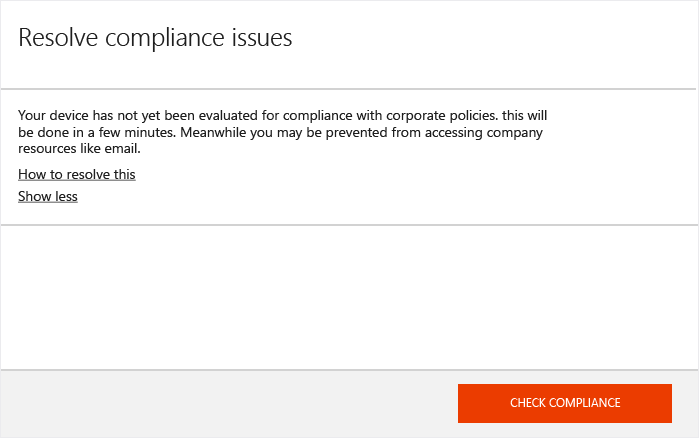 Resolve compliance issues
Your device has not yet been evaluated for compliance with corporate policies. this will
be done in a few minutes. Meanwhile you may be prevented from accessing company
resources like email.
How to resolve this
Show less
CHECK COMPLIANCE